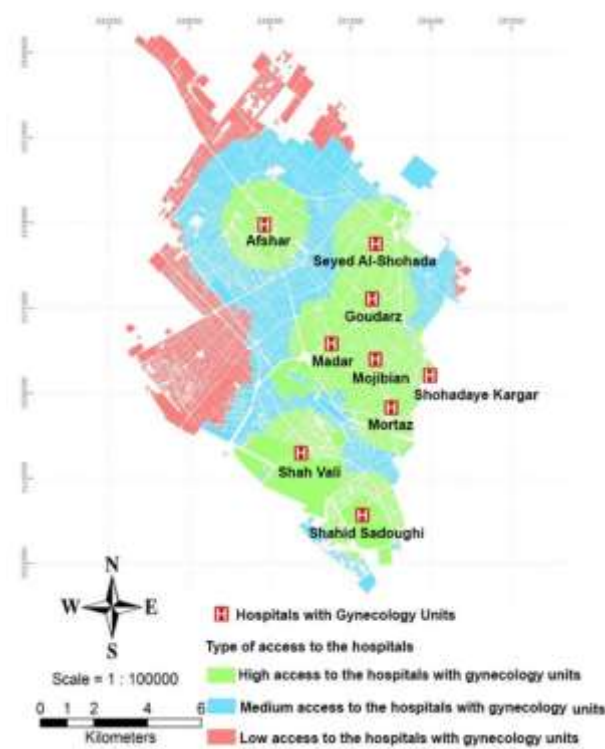 Afshar
Seyed Al-Shohada
Goudarz
Madar
Mojibian
Shohadaye Kargar
Mortaz
Shah Vali
Shahid Sadoughi
N
W E
S
Scale = 1 : 100000
0 1 2 4 6
Kilometers
H Hospitals with Gynecology Units
Type of access to the hospitals
High access to the hospitals with gynecology units
Medium access to the hospitals with gynecology units
Low access to the hospitals with gynecology units